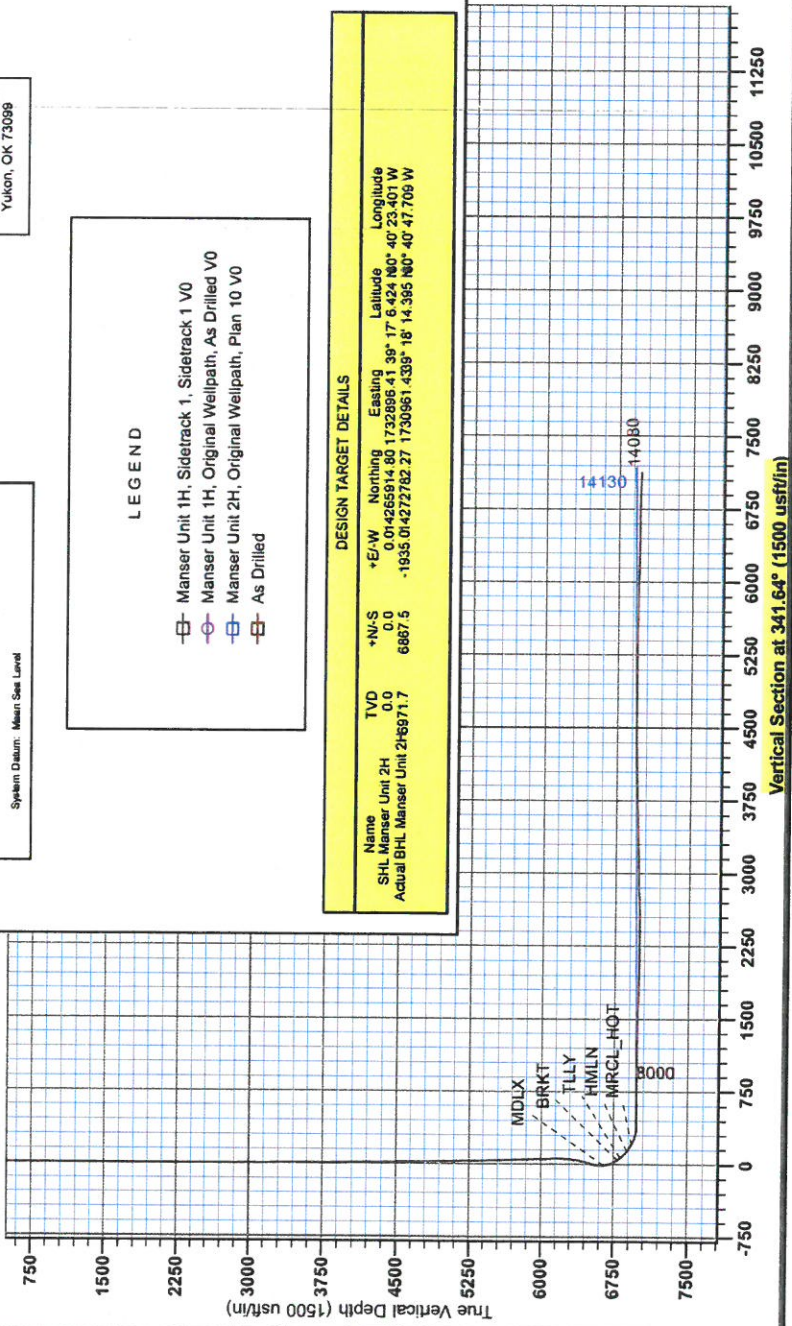 Yukon, OK 73099
System Datum: Mean Sea Level
LEGEND
Manser Unit 1H, Sidetrack 1, Sidetrack 1 V0
Manser Unit 1H, Original Wellpath, As Drilled V0
Manser Unit 2H, Original Wellpath, Plan 10 V0
As Drilled
DESIGN TARGET DETAILS
Name TVD +N/-S +E/-W Northing Easting Latitude Longitude
SHL Manser Unit 2H 0.0 0.0 0.0 14265914.80 1732896.41 39° 17' 6.424 80° 40' 23.401 W
Actual BHL Manser Unit 2H 6971.7 6867.5 -1935.0 14272782.27 1730961.43 39° 18' 14.395 80° 40' 47.709 W
750
1500
2250
3000
3750
4500
5250
6000
6750
7500
True Vertical Depth (1500 usft/in)
MDLX
BRKT
TLLY
HMLN
MRCL_HOT
8000
14130
14080
-750 0 750 1500 2250 3000 3750 4500 5250 6000 6750 7500 8250 9000 9750 10500 11250
Vertical Section at 341.64° (1500 usft/in)